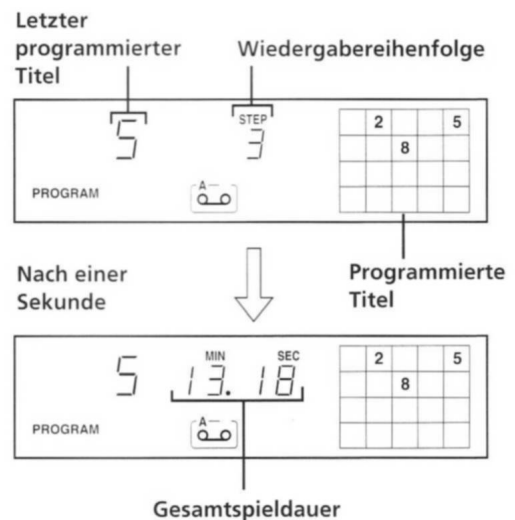 Letzter
programmierter
Titel
Wiedergabereihenfolge
5
STEP
3
2 5
8
PROGRAM
A
Nach einer
Sekunde
Programmierte
Titel
MIN SEC
5 13.18
2 5
8
PROGRAM
A
Gesamtspieldauer